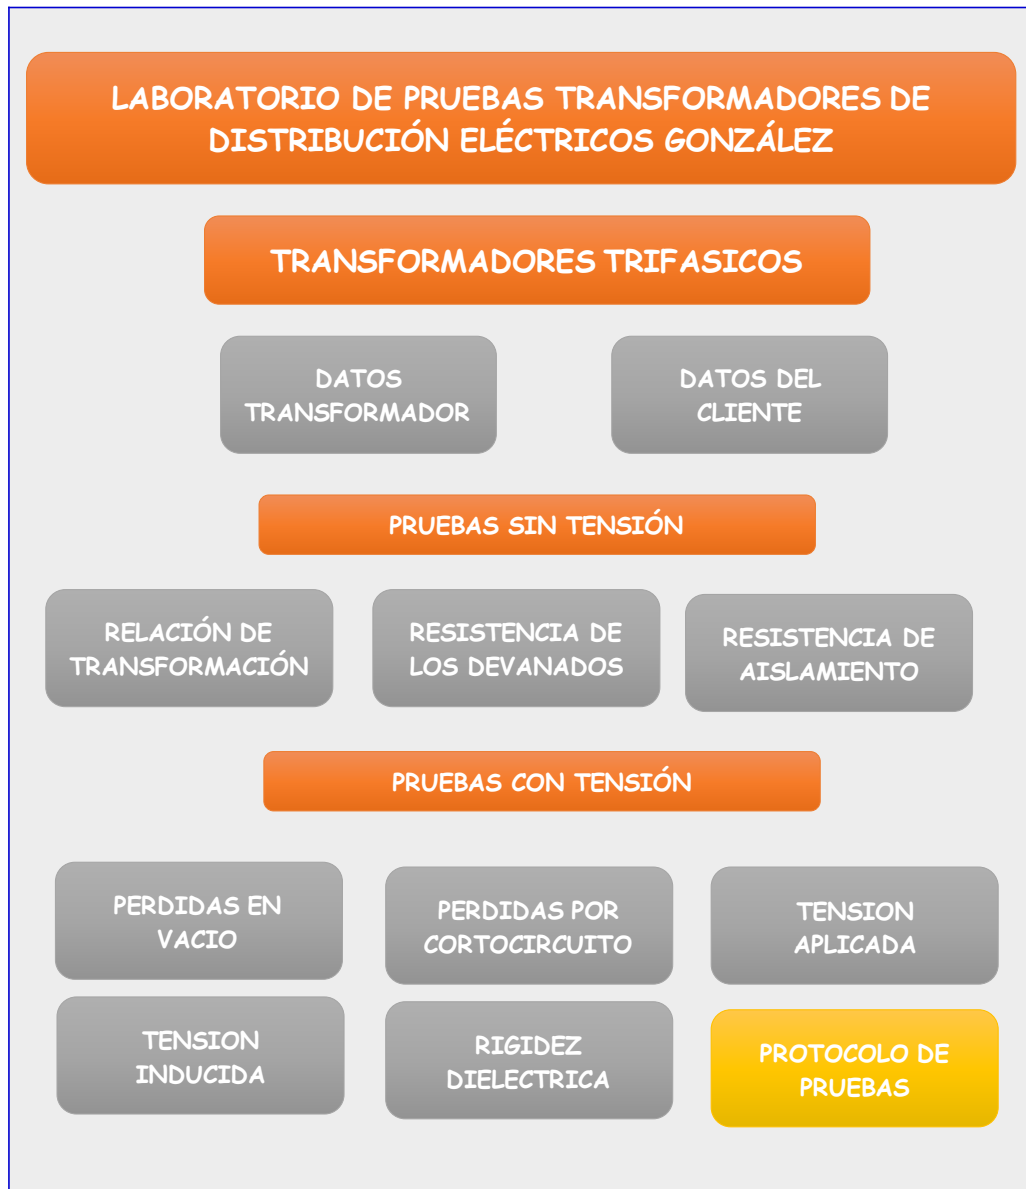 LABORATORIO DE PRUEBAS TRANSFORMADORES DE
DISTRIBUCIÓN ELÉCTRICOS GONZÁLEZ
TRANSFORMADORES TRIFASICOS
DATOS
TRANSFORMADOR
DATOS DEL
CLIENTE
PRUEBAS SIN TENSIÓN
RELACIÓN DE
TRANSFORMACIÓN
RESISTENCIA DE
LOS DEVANADOS
RESISTENCIA DE
AISLAMIENTO
PRUEBAS CON TENSIÓN
PERDIDAS EN
VACIO
PERDIDAS POR
CORTOCIRCUITO
TENSION
APLICADA
TENSION
INDUCIDA
RIGIDEZ
DIELECTRICA
PROTOCOLO DE
PRUEBAS